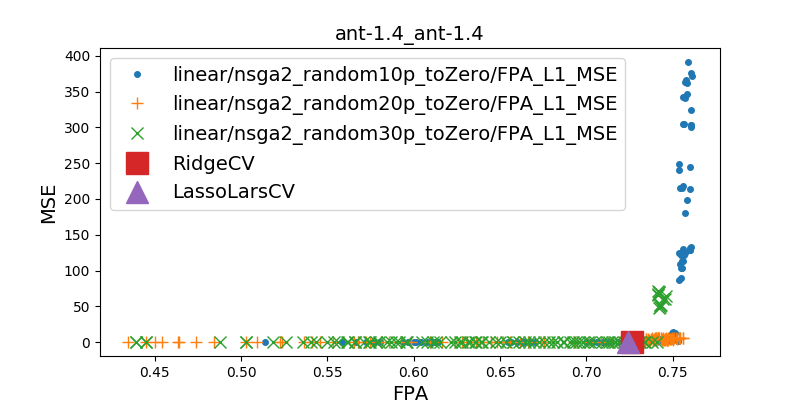 ant-1.4_ant-1.4
400
350
300
250
200
150
100
50
0
MSE
linear/nsga2_random10p_toZero/FPA_L1_MSE
linear/nsga2_random20p_toZero/FPA_L1_MSE
linear/nsga2_random30p_toZero/FPA_L1_MSE
RidgeCV
LassoLarsCV
0.45 0.50 0.55 0.60 0.65 0.70 0.75
FPA